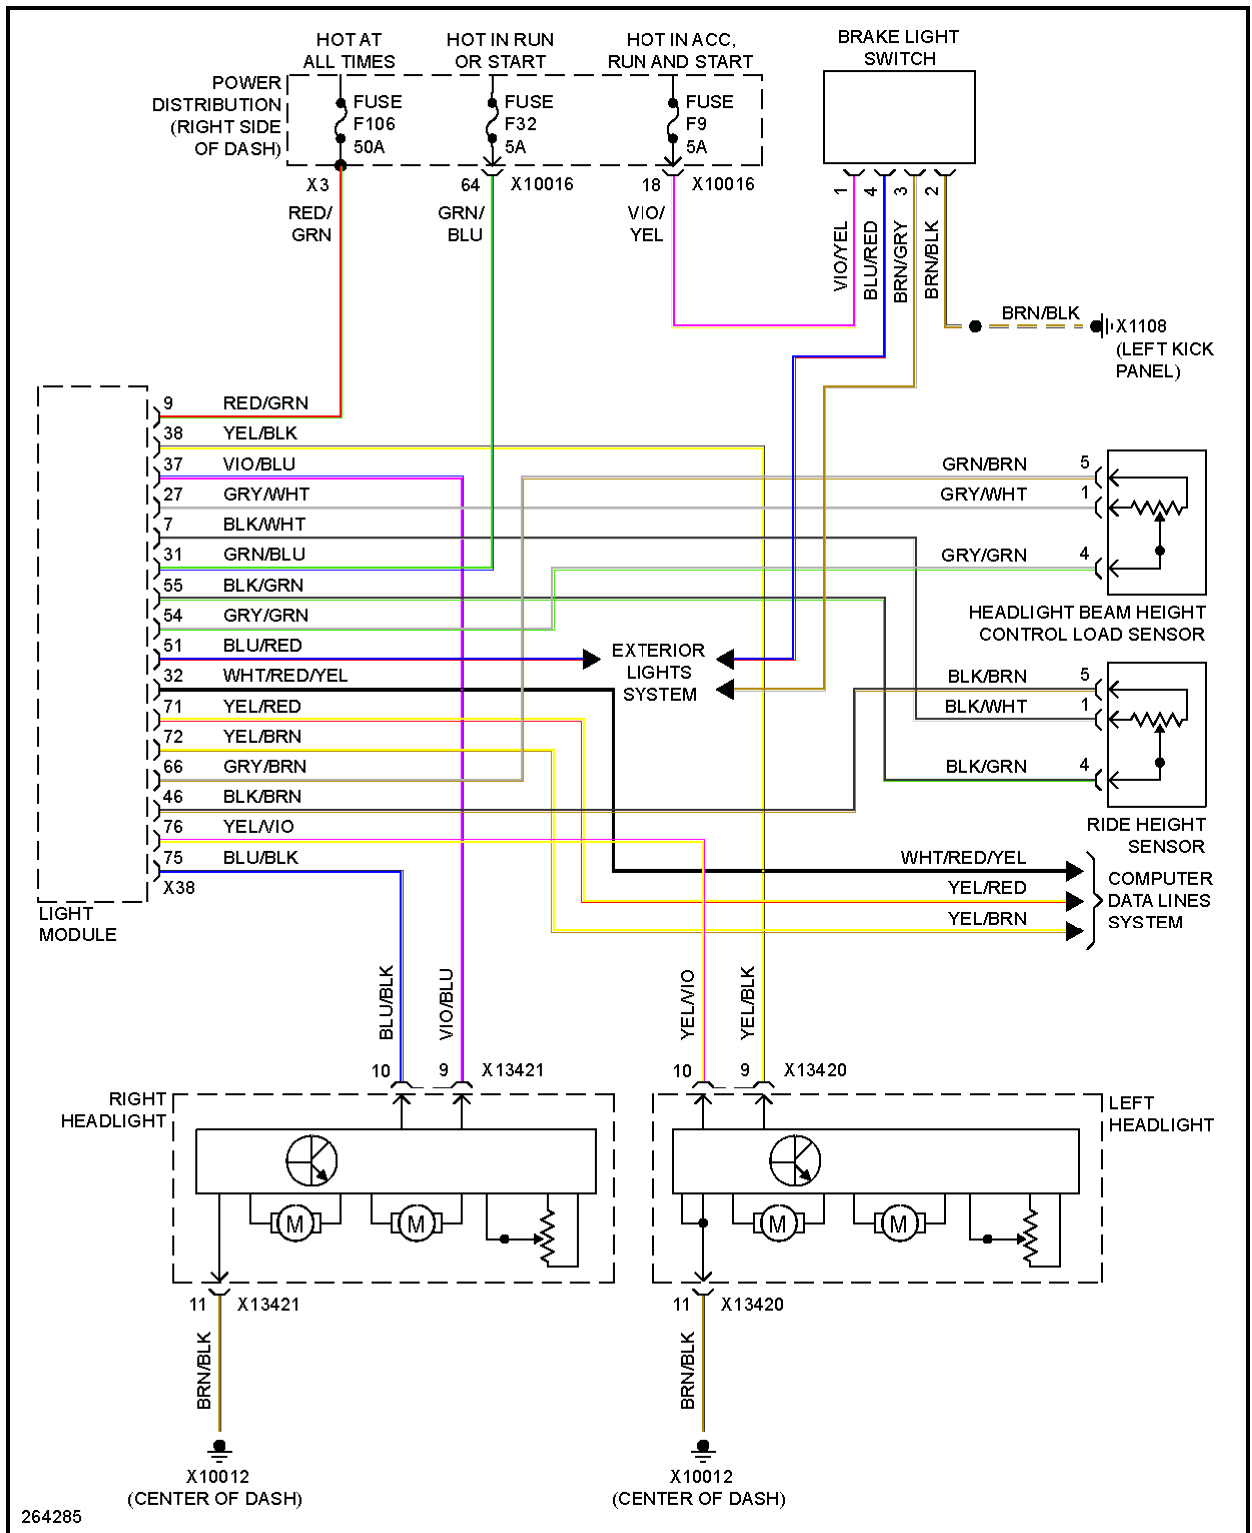 HOT AT
ALL TIMES
HOT IN RUN
OR START
HOT IN ACC,
RUN AND START
BRAKE LIGHT
SWITCH
POWER
DISTRIBUTION
(RIGHT SIDE
OF DASH)
FUSE
F106
50A
FUSE
F32
5A
FUSE
F9
5A
X3
64
X10016
18
X10016
1
4
3
2
RED/
GRN
GRN/
BLU
VIO/
YEL
VIO/YEL
BLU/RED
BRN/GRY
BRN/BLK
BRN/BLK
X1108
(LEFT KICK
PANEL)
9 RED/GRN
38 YEL/BLK
37 VIO/BLU
27 GRY/WHT
7 BLK/WHT
31 GRN/BLU
55 BLK/GRN
54 GRY/GRN
51 BLU/RED
32 WHT/RED/YEL
71 YEL/RED
72 YEL/BRN
66 GRY/BRN
46 BLK/BRN
76 YEL/VIO
75 BLU/BLK
X38
LIGHT
MODULE
GRN/BRN 5
GRY/WHT 1
GRY/GRN 4
HEADLIGHT BEAM HEIGHT
CONTROL LOAD SENSOR
EXTERIOR
LIGHTS
SYSTEM
BLK/BRN 5
BLK/WHT 1
BLK/GRN 4
RIDE HEIGHT
SENSOR
WHT/RED/YEL
YEL/RED
YEL/BRN
COMPUTER
DATA LINES
SYSTEM
BLU/BLK
VIO/BLU
YEL/VIO
YEL/BLK
10
9
X13421
10
9
X13420
RIGHT
HEADLIGHT
LEFT
HEADLIGHT
M
M
M
M
11
X13421
11
X13420
BRN/BLK
BRN/BLK
X10012
(CENTER OF DASH)
X10012
(CENTER OF DASH)
264285